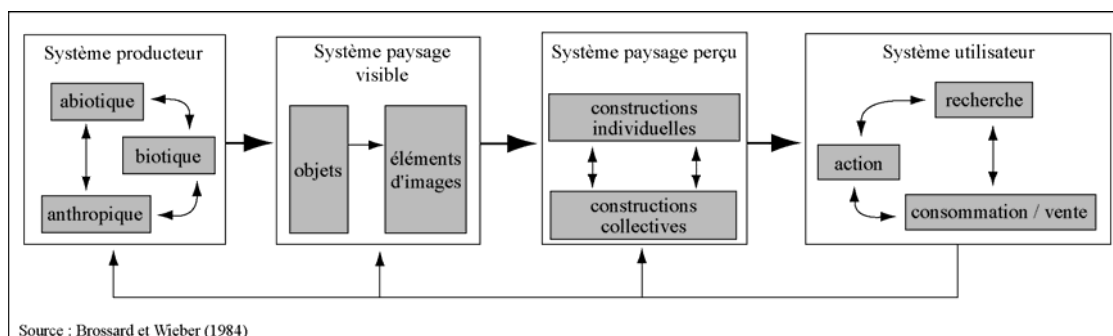 Système producteur
abiotique
biotique
anthropique
Système paysage
visible
objets
éléments
d'images
Système paysage perçu
constructions
individuelles
constructions
collectives
Système utilisateur
recherche
action
consommation / vente
Source : Brossard et Wieber (1984)